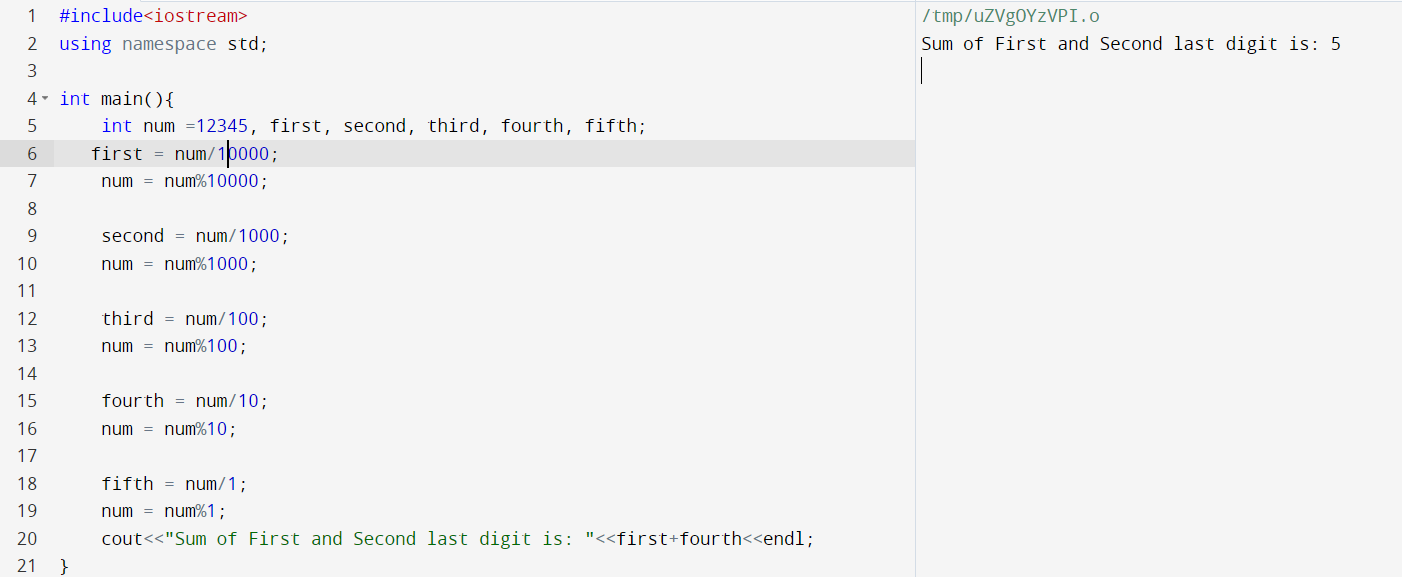 1 #include<iostream>
2 using namespace std;
3
4 int main(){
5 int num =12345, first, second, third, fourth, fifth;
6 first = num/10000;
7 num = num%10000;
8
9 second = num/1000;
10 num = num%1000;
11
12 third = num/100;
13 num = num%100;
14
15 fourth = num/10;
16 num = num%10;
17
18 fifth = num/1;
19 num = num%1;
20 cout<<"Sum of First and Second last digit is: "<<first+fourth<<endl;
21 }
/tmp/uZVgOYzVPI.o
Sum of First and Second last digit is: 5